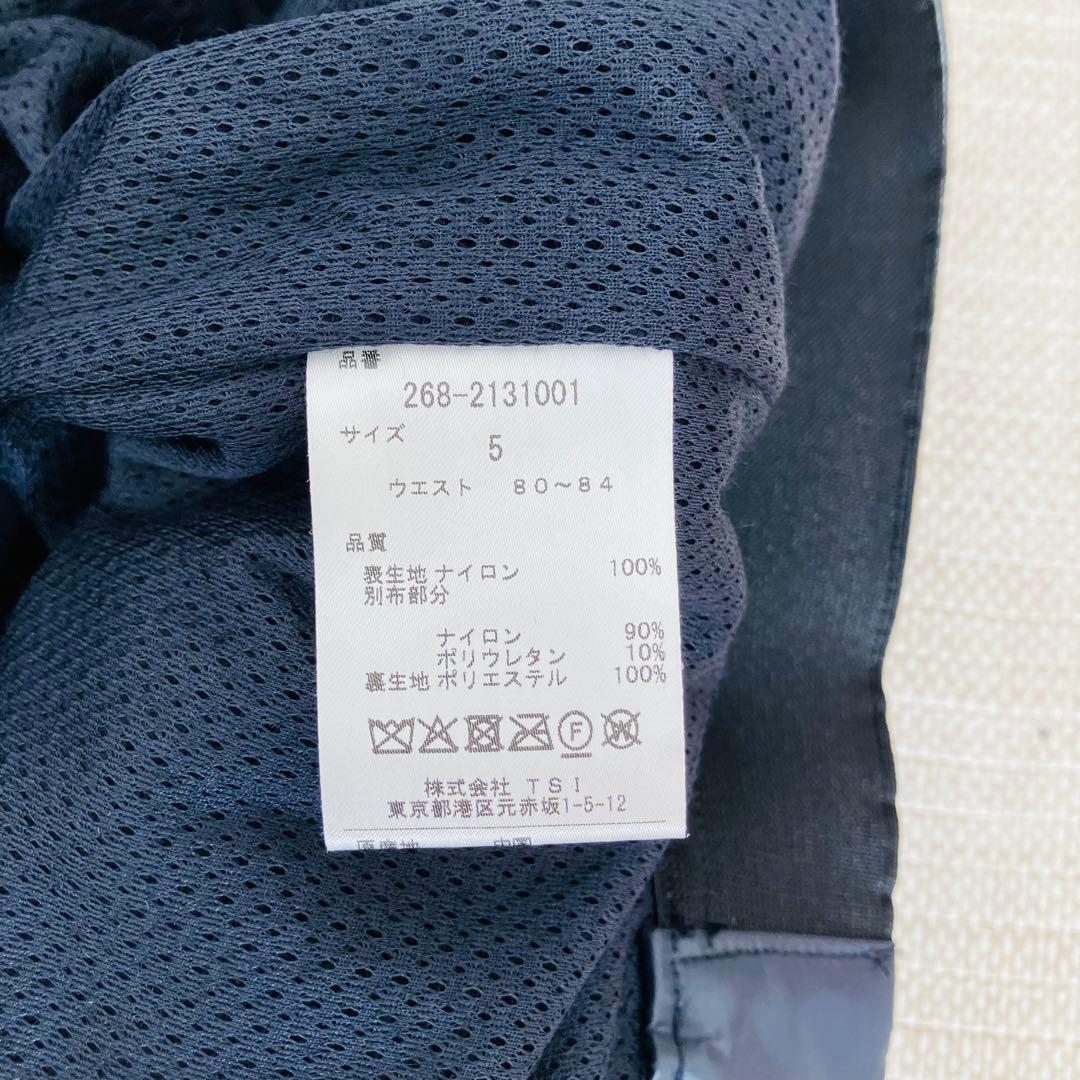 品番
268-2131001
サイズ
5
ウエスト 80~84
品質
表生地 ナイロン 100%
別布部分
ナイロン 90%
ポリウレタン 10%
裏生地 ポリエステル 100%
F
W
株式会社 TSI
東京都港区元赤坂1-5-12
中国